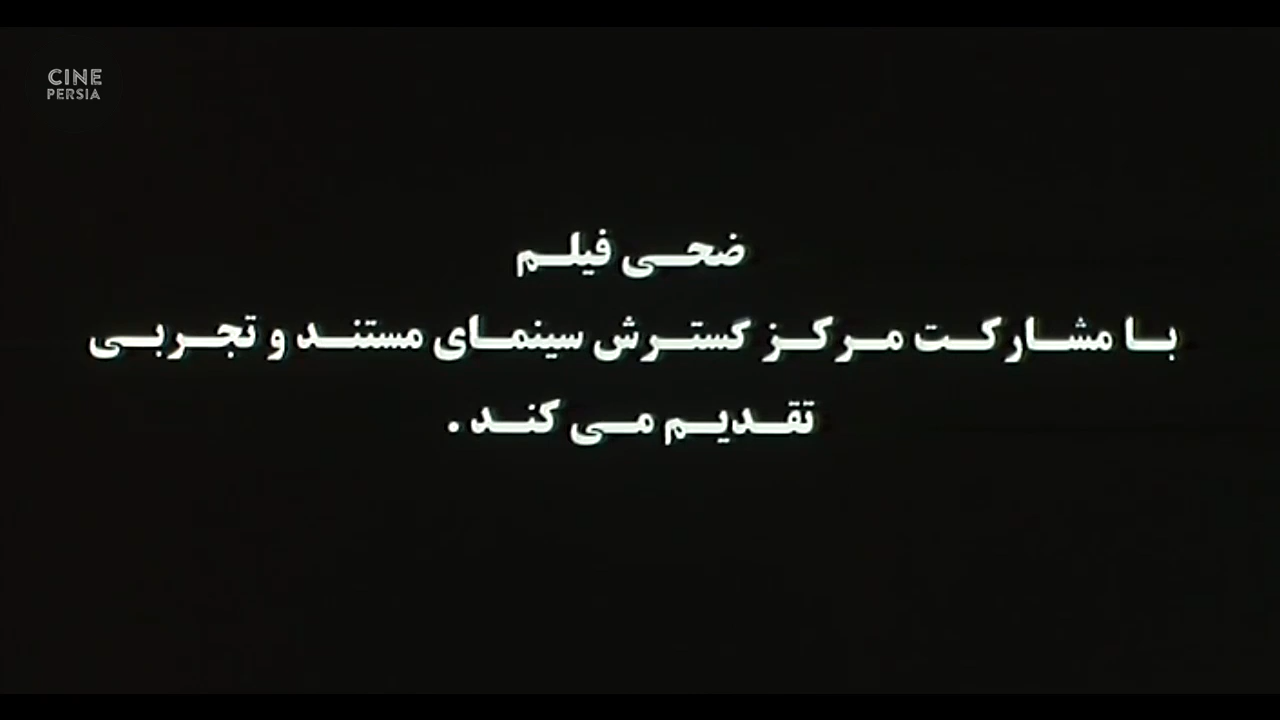 CINE
PERSIA
ضحی فیلم
با مشارکت مرکز گسترش سینمای مستند و تجربی
تقدیم می کند .